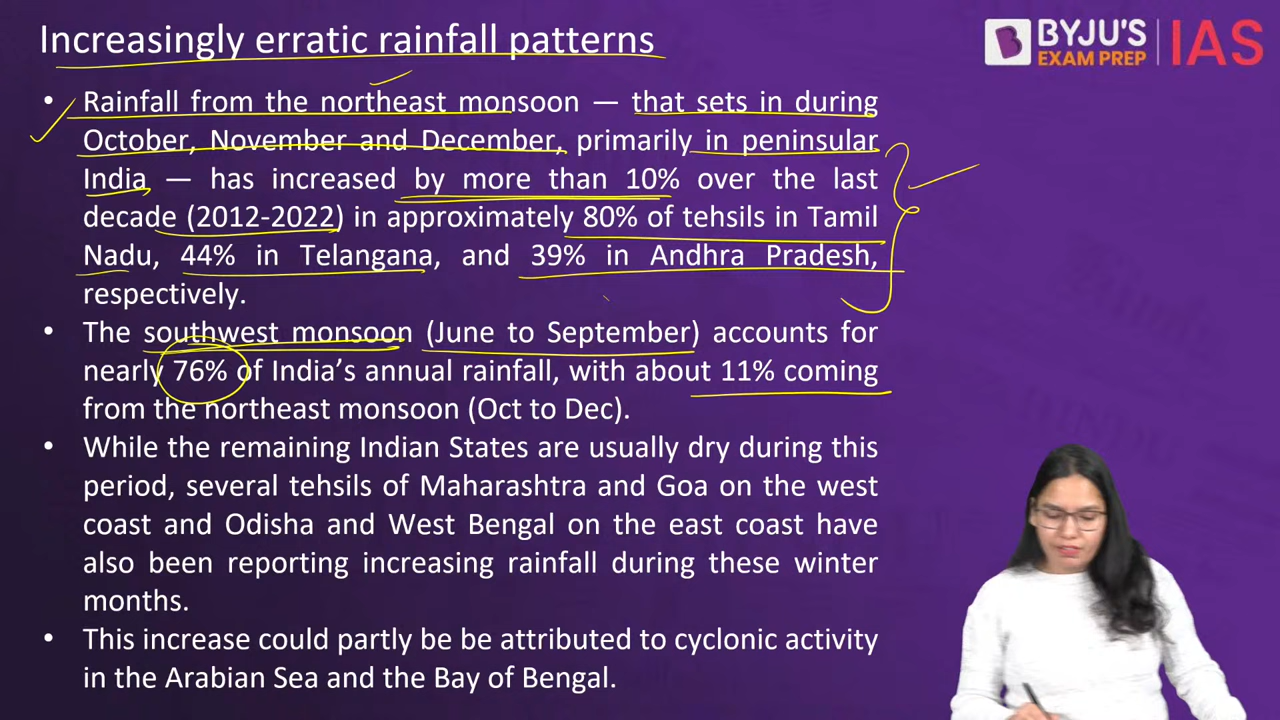 Increasingly erratic rainfall patterns
BYJU'S
EXAM PREP
IAS
• Rainfall from the northeast monsoon — that sets in during
October, November and December, primarily in peninsular
India — has increased by more than 10% over the last
decade (2012-2022) in approximately 80% of tehsils in Tamil
Nadu, 44% in Telangana, and 39% in Andhra Pradesh,
respectively.
• The southwest monsoon (June to September) accounts for
nearly 76% of India’s annual rainfall, with about 11% coming
from the northeast monsoon (Oct to Dec).
• While the remaining Indian States are usually dry during this
period, several tehsils of Maharashtra and Goa on the west
coast and Odisha and West Bengal on the east coast have
also been reporting increasing rainfall during these winter
months.
• This increase could partly be be attributed to cyclonic activity
in the Arabian Sea and the Bay of Bengal.